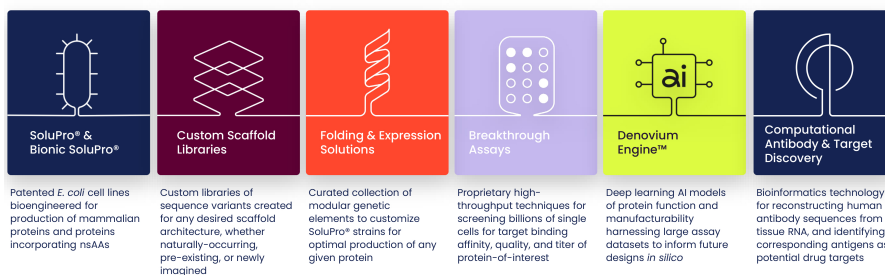 SoluPro® &
Bionic SoluPro®
Patented E. coli cell lines
bioengineered for
production of mammalian
proteins and proteins
incorporating nsAAs
Custom Scaffold
Libraries
Custom libraries of
sequence variants created
for any desired scaffold
architecture, whether
naturally-occurring,
pre-existing, or newly
imagined
Folding & Expression
Solutions
Curated collection of
modular genetic
elements to customize
SoluPro® strains for
optimal production of any
given protein
Breakthrough
Assays
Proprietary high-
throughput techniques for
screening billions of single
cells for target binding
affinity, quality, and titer of
protein-of-interest
ai
Denovium
Engine™
Deep learning AI models
of protein function and
manufacturability
harnessing large assay
datasets to inform future
designs in silico
Computational
Antibody & Target
Discovery
Bioinformatics technology
for reconstructing human
antibody sequences from
tissue RNA, and identifying
corresponding antigens as
potential drug targets